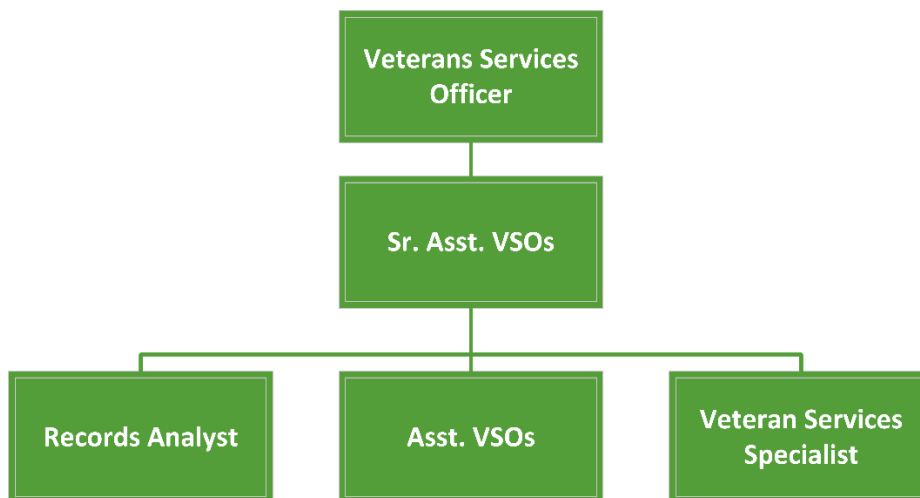 Veterans Services
Officer
Sr. Asst. VSOs
Records Analyst
Asst. VSOs
Veteran Services
Specialist